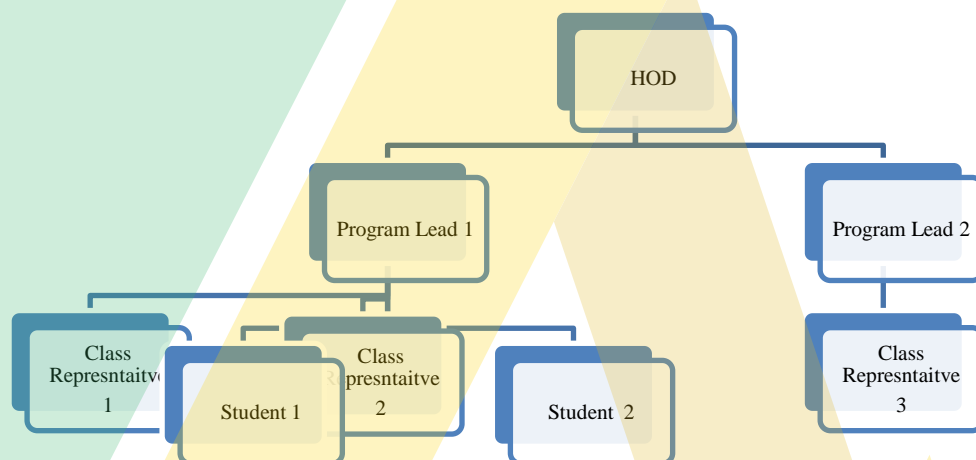 HOD
Program Lead 1
Program Lead 2
Class
Represntaitve
1
Class
Represntaitve
2
Class
Represntaitve
3
Student 1
Student 2